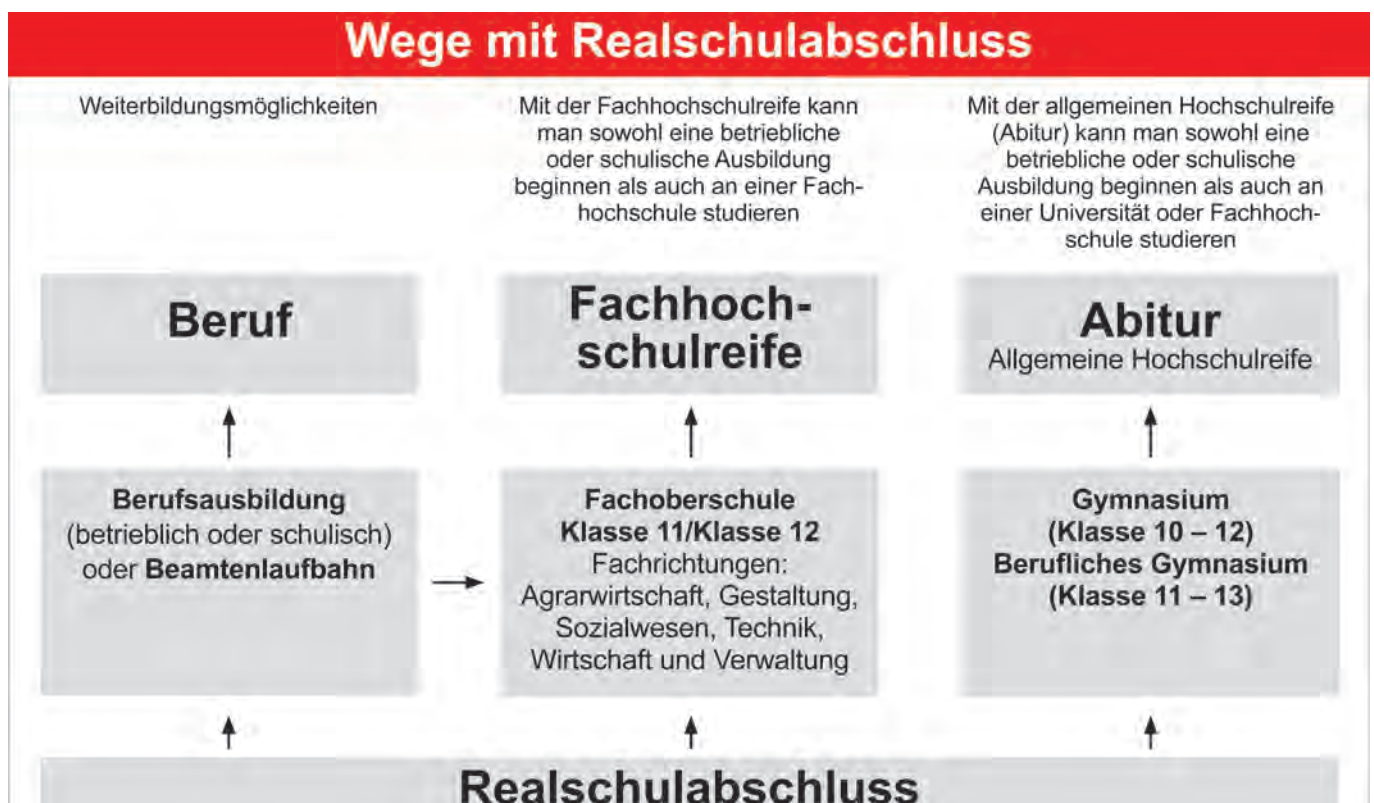 Wege mit Realschulabschluss
Weiterbildungsmöglichkeiten
Mit der Fachhochschulreife kann
man sowohl eine betriebliche
oder schulische Ausbildung
beginnen als auch an einer Fach-
hochschule studieren
Mit der allgemeinen Hochschulreife
(Abitur) kann man sowohl eine
betriebliche oder schulische
Ausbildung beginnen als auch an
einer Universität oder Fachhoch-
schule studieren
Beruf
Fachhoch-
schulreife
Abitur
Allgemeine Hochschulreife
Berufsausbildung
(betrieblich oder schulisch)
oder Beamtenlaufbahn
Fachoberschule
Klasse 11/Klasse 12
Fachrichtungen:
Agrarwirtschaft, Gestaltung,
Sozialwesen, Technik,
Wirtschaft und Verwaltung
Gymnasium
(Klasse 10 – 12)
Berufliches Gymnasium
(Klasse 11 – 13)
Realschulabschluss